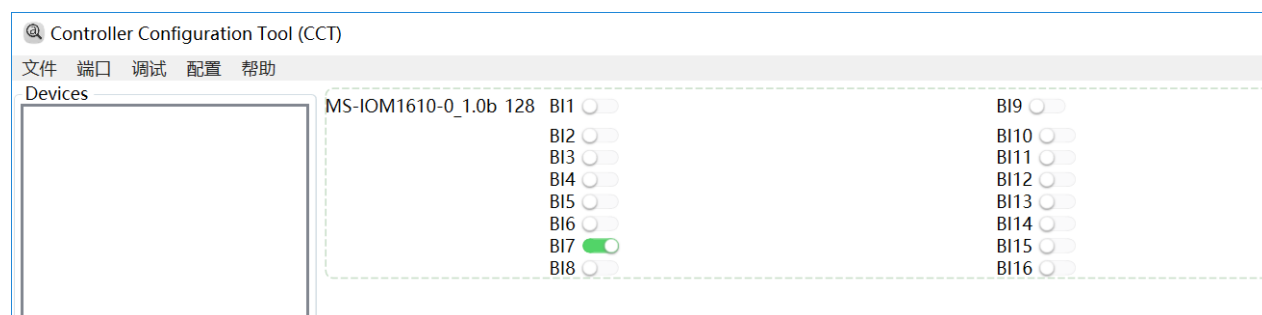 Controller Configuration Tool (CCT)
文件 端口 调试 配置 帮助
Devices
MS-IOM1610-0_1.0b 128 BI1 BI9
BI2 BI10
BI3 BI11
BI4 BI12
BI5 BI13
BI6 BI14
BI7 BI15
BI8 BI16